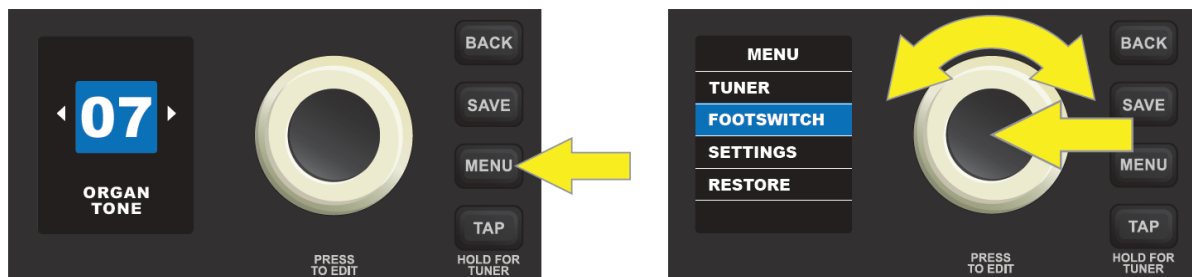 07
ORGAN
TONE
PRESS
TO EDIT
BACK
SAVE
MENU
TAP
HOLD FOR
TUNER
MENU
TUNER
FOOTSWITCH
SETTINGS
RESTORE
PRESS
TO EDIT
BACK
SAVE
MENU
TAP
HOLD FOR
TUNER